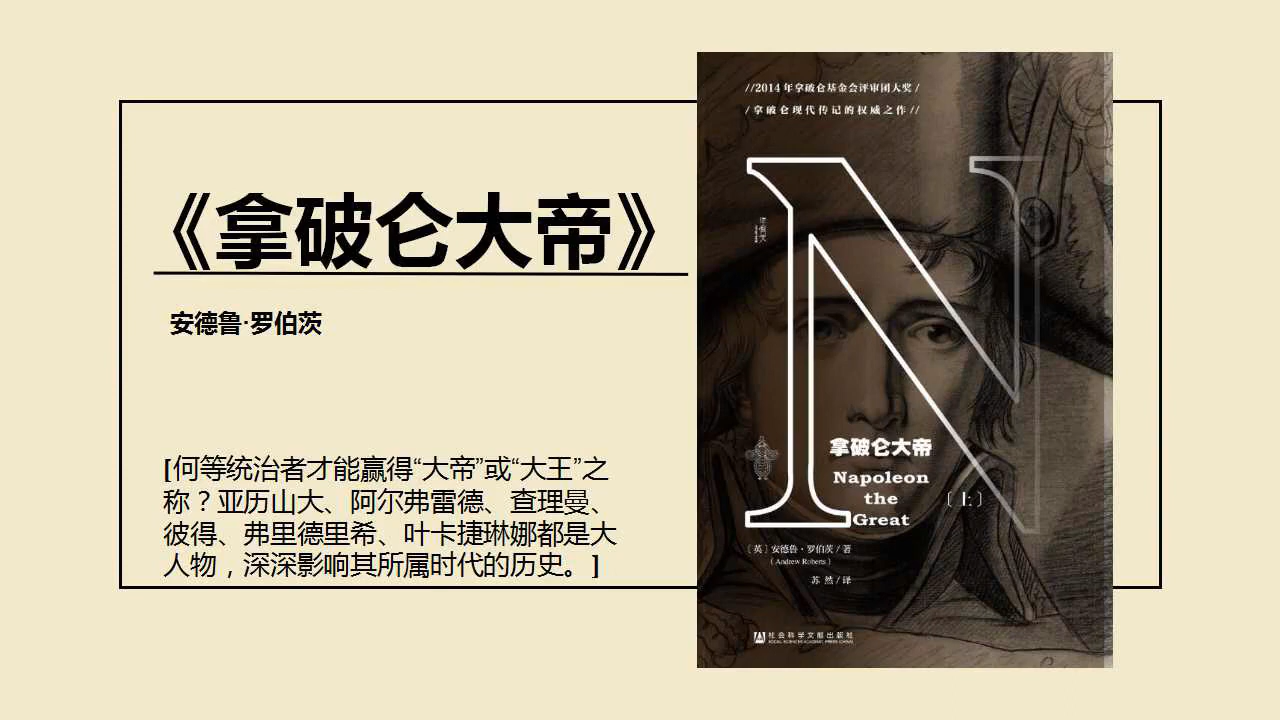 《拿破仑大帝》
安德鲁·罗伯茨
[何等统治者才能赢得“大帝”或“大王”之
称？亚历山大、阿尔弗雷德、查理曼、
彼得、弗里德里希、叶卡捷琳娜都是大
人物，深深影响其所属时代的历史。]
//2014 年拿破仑基金会评审团大奖 /
/ 拿破仑现代传记的权威之作 //
N
拿破仑大帝
Napoleon
the
Great
〔上〕
〔英〕安德鲁·罗伯茨 / 著
( Andrew Roberts )
苏 然 / 译
社会科学文献出版社
SOCIAL SCIENCES ACADEMIC PRESS (CHINA)